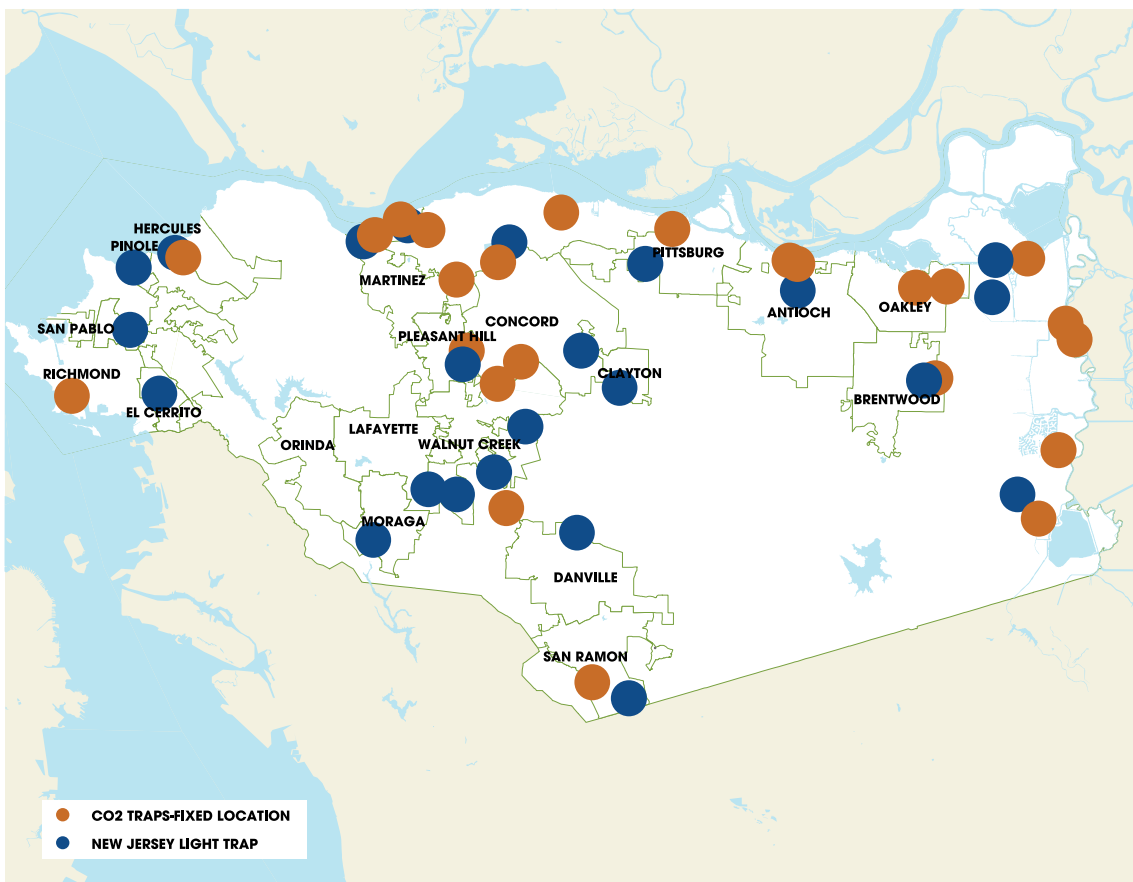 HERCULES
PINOLE
PITTSBURG
MARTINEZ
OAKLEY
ANTIOCH
CONCORD
SAN PABLO
PLEASANT HILL
RICHMOND
CLAYTON
BRENTWOOD
EL CERRITO
LAFAYETTE
ORINDA
WALNUT CREEK
MORAGA
DANVILLE
SAN RAMON
CO2 TRAPS-FIXED LOCATION
NEW JERSEY LIGHT TRAP